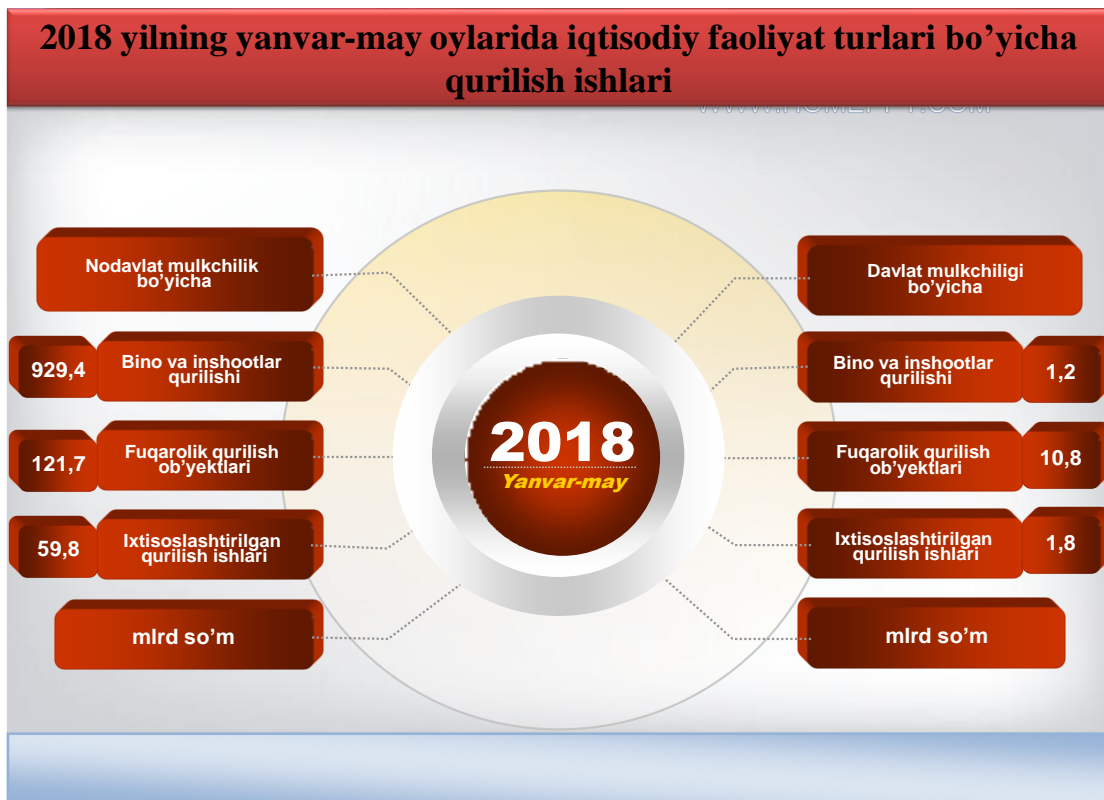 2018 yilning yanvar-may oylarida iqtisodiy faoliyat turlari bo’yicha
qurilish ishlari
Nodavlat mulkchilik
bo’yicha
929,4
Bino va inshootlar
qurilishi
121,7
Fuqarolik qurilish
ob’yektlari
59,8
Ixtisoslashtirilgan
qurilish ishlari
mlrd so’m
2018
Yanvar-may
Davlat mulkchiligi
bo’yicha
Bino va inshootlar
qurilishi
1,2
Fuqarolik qurilish
ob’yektlari
10,8
Ixtisoslashtirilgan
qurilish ishlari
1,8
mlrd so’m